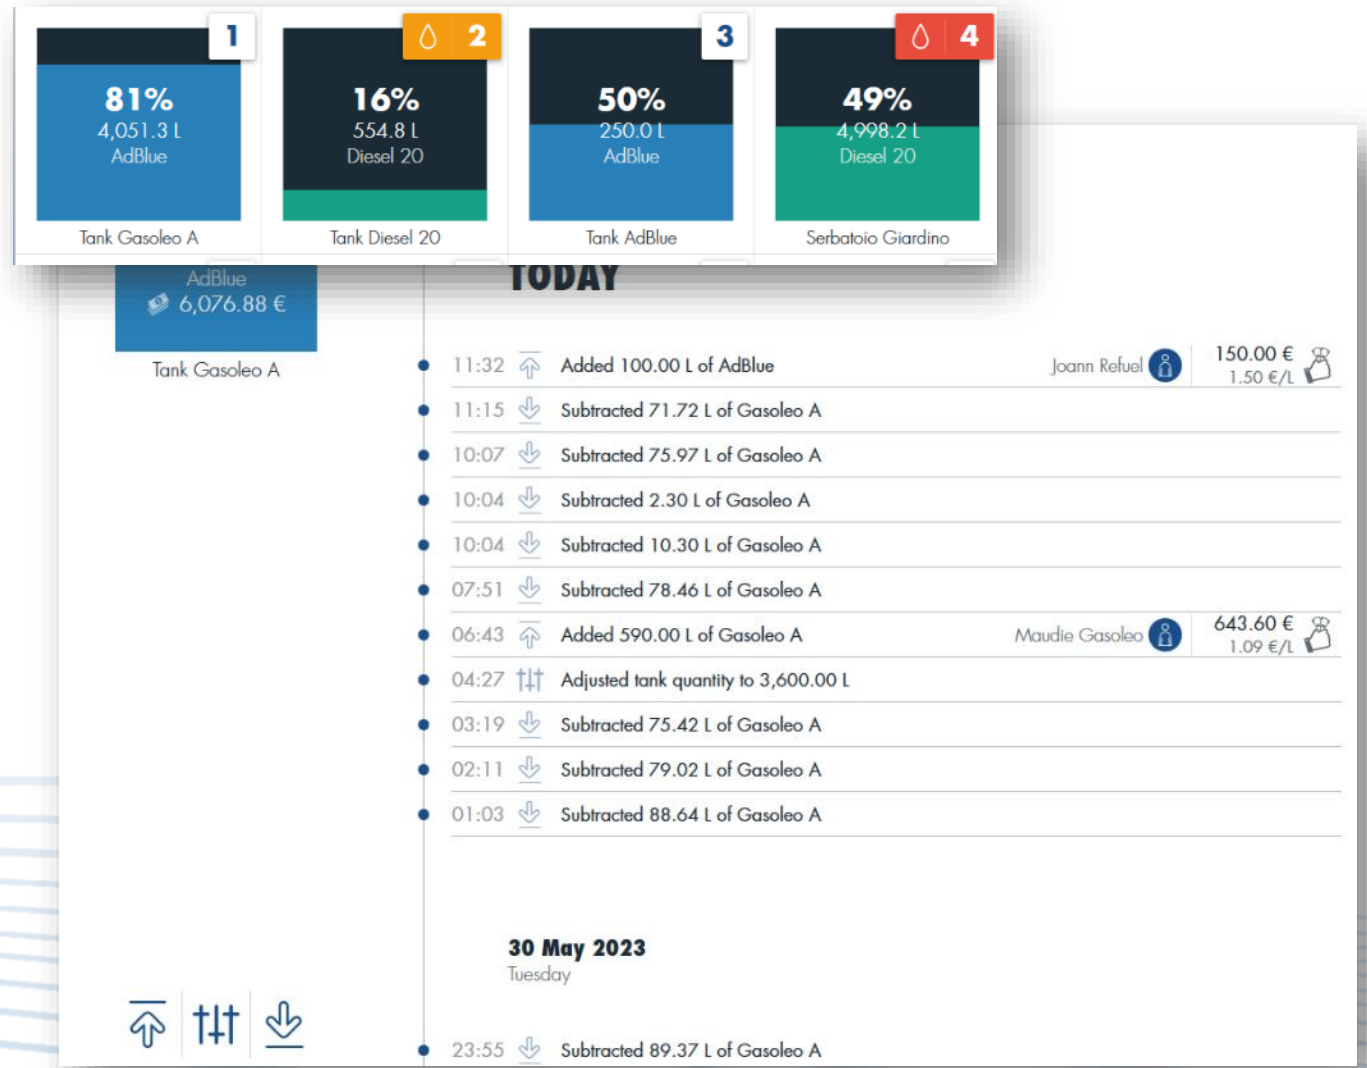 1
2
3
4
81%
4,051.3 L
AdBlue
16%
554.8 L
Diesel 20
50%
250.0 L
AdBlue
49%
4,998.2 L
Diesel 20
Tank Gasoleo A
Tank Diesel 20
Tank AdBlue
Serbatoio Giardino
AdBlue
6,076.88 €
Tank Gasoleo A
TODAY
11:32 Added 100.00 L of AdBlue Joann Refuel 150.00 €
1.50 €/L
11:15 Subtracted 71.72 L of Gasoleo A
10:07 Subtracted 75.97 L of Gasoleo A
10:04 Subtracted 2.30 L of Gasoleo A
10:04 Subtracted 10.30 L of Gasoleo A
07:51 Subtracted 78.46 L of Gasoleo A
06:43 Added 590.00 L of Gasoleo A Maudie Gasoleo 643.60 €
1.09 €/L
04:27 Adjusted tank quantity to 3,600.00 L
03:19 Subtracted 75.42 L of Gasoleo A
02:11 Subtracted 79.02 L of Gasoleo A
01:03 Subtracted 88.64 L of Gasoleo A
30 May 2023
Tuesday
23:55 Subtracted 89.37 L of Gasoleo A